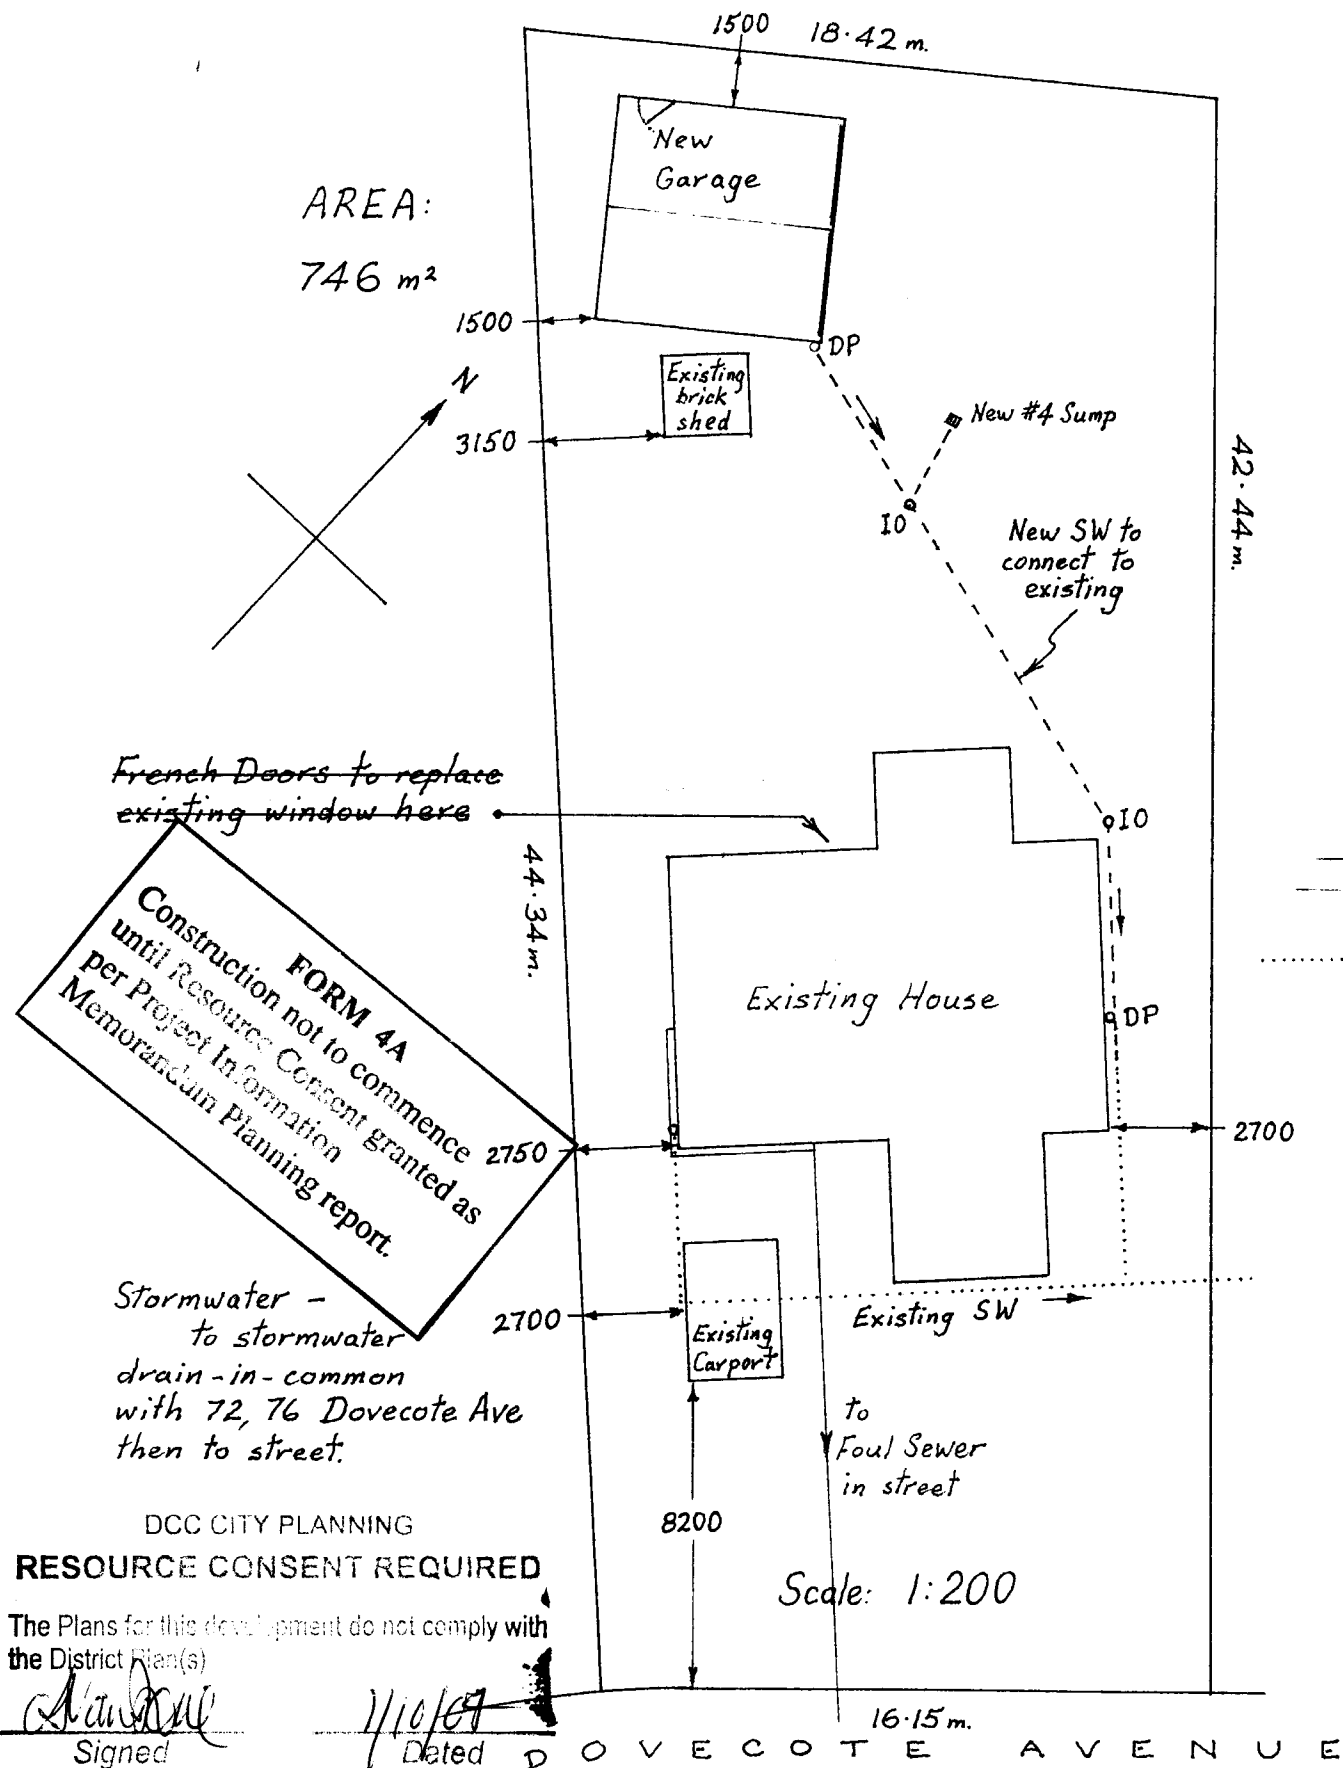 1500 18·42 m.
New
Garage
AREA:
746 m²
1500
DP
Existing
brick
shed
N
New #4 Sump
3150
42·44 m.
IO
New SW to
connect to
existing
French Doors to replace
existing window here
IO
44·34 m.
FORM 4A
Construction not to commence
until Resource Consent granted as
per Project Information
Memorandum Planning report.
Existing House
DP
2750
2700
Stormwater -
to stormwater
drain-in-common
with 72, 76 Dovecote Ave
then to street.
2700
Existing SW
Existing
Carport
to
Foul Sewer
in street
8200
DCC CITY PLANNING
RESOURCE CONSENT REQUIRED
Scale: 1:200
The Plans for this development do not comply with
the District Plan(s)
Signed
Dated
16·15 m.
DOVECOTE AVENUE